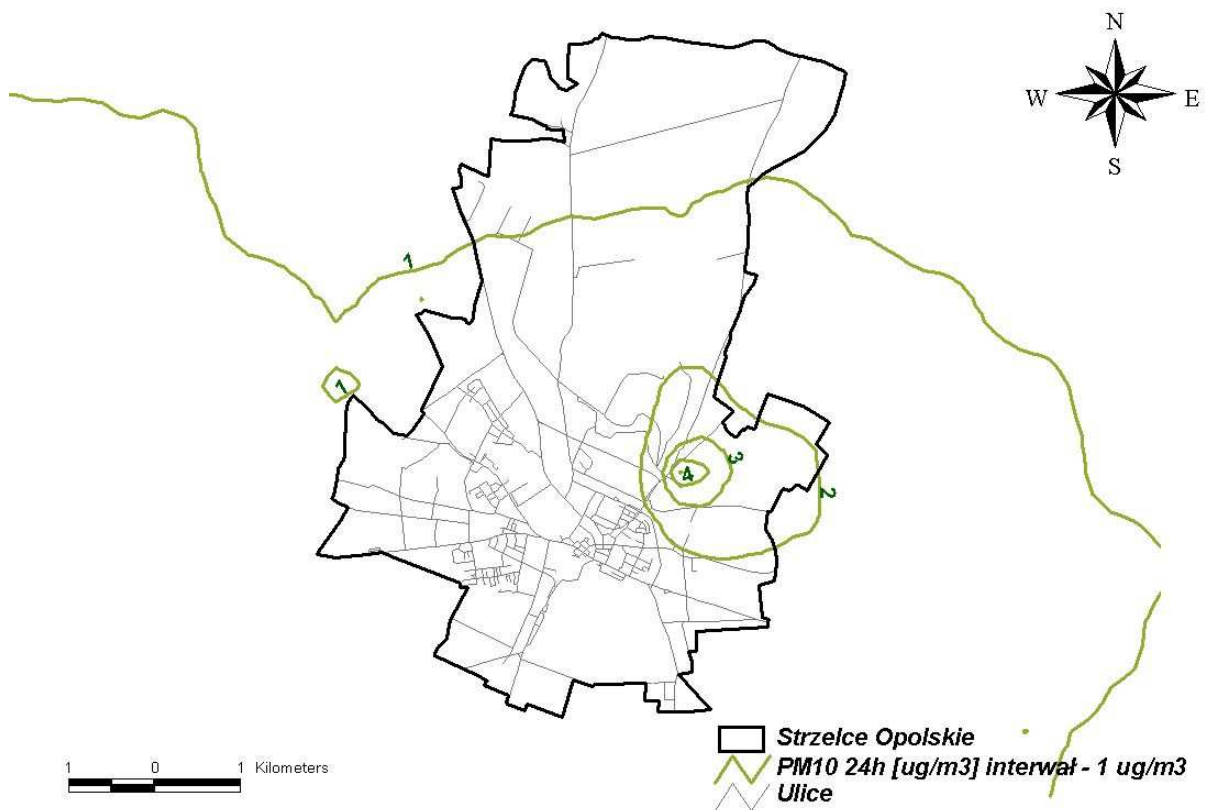 N
W E
S
1
1
3
4
2
Strzelce Opolskie
PM10 24h [ug/m3] interwał - 1 ug/m3
Ulice
1 0 1 Kilometers